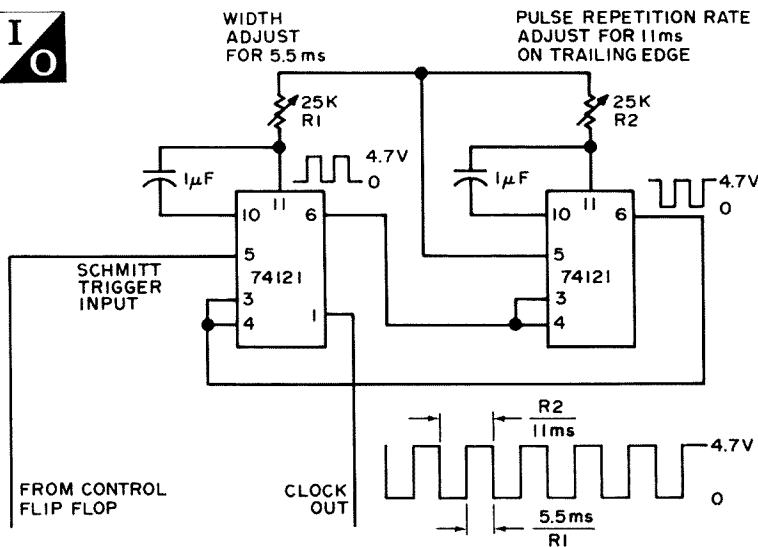 I
O
WIDTH
ADJUST
FOR 5.5ms
PULSE REPETITION RATE
ADJUST FOR 11ms
ON TRAILING EDGE
25K
R1
25K
R2
1µF
4.7V
0
1µF
4.7V
0
10
11
6
5
74121
3
4
1
10
11
6
5
74121
3
4
SCHMITT
TRIGGER
INPUT
R2
11ms
4.7V
0
5.5ms
R1
FROM CONTROL
FLIP FLOP
CLOCK
OUT